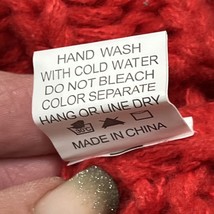 HAND WASH
WITH COLD WATER
DO NOT BLEACH
COLOR SEPARATE
HANG OR LINE DRY
MADE IN CHINA